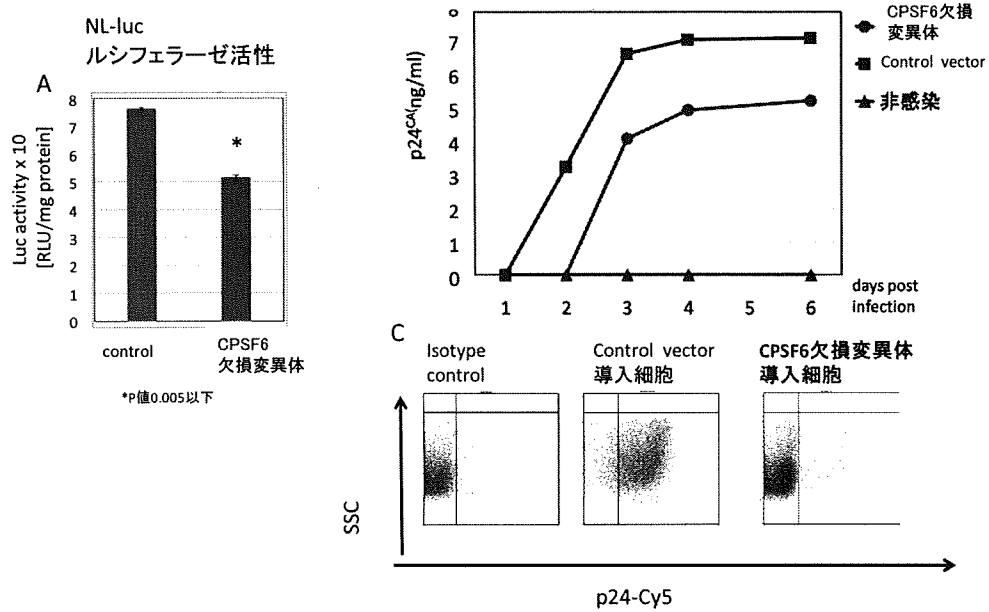 NL-luc
ルシフェラーゼ活性
A
8
7
6
5
4
3
2
1
0
Luc activity x 10
[RLU/mg protein]
*
control
CPSF6
欠損変異体
*P値0.005以下
8
7
6
5
4
3
2
1
0
p24CA(ng/ml)
1 2 3 4 5 6
days post
infection
CPSF6欠損
変異体
Control vector
非感染
C
Isotype
control
Control vector
導入細胞
CPSF6欠損変異体
導入細胞
SSC
p24-Cy5